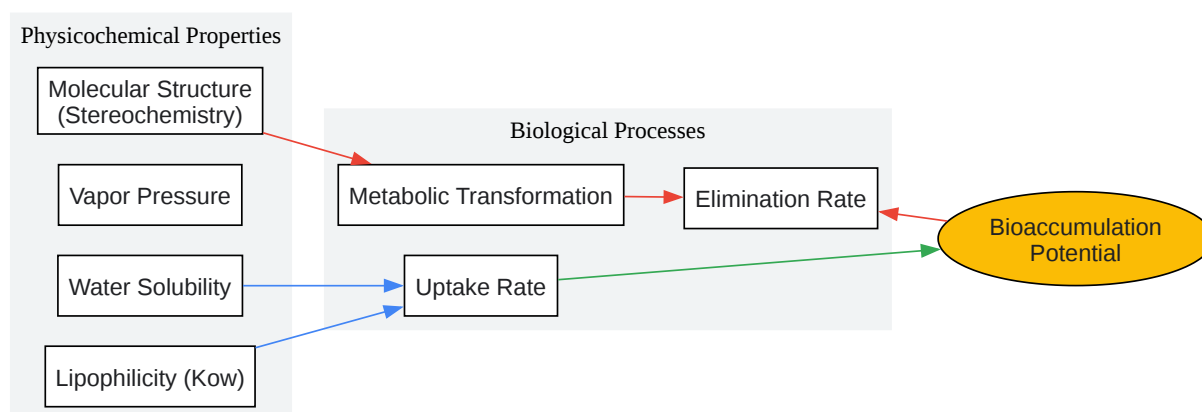 Physicochemical Properties
Molecular Structure
(Stereochemistry)
Vapor Pressure
Water Solubility
Lipophilicity (Kow)
Biological Processes
Metabolic Transformation
Elimination Rate
Uptake Rate
Bioaccumulation
Potential